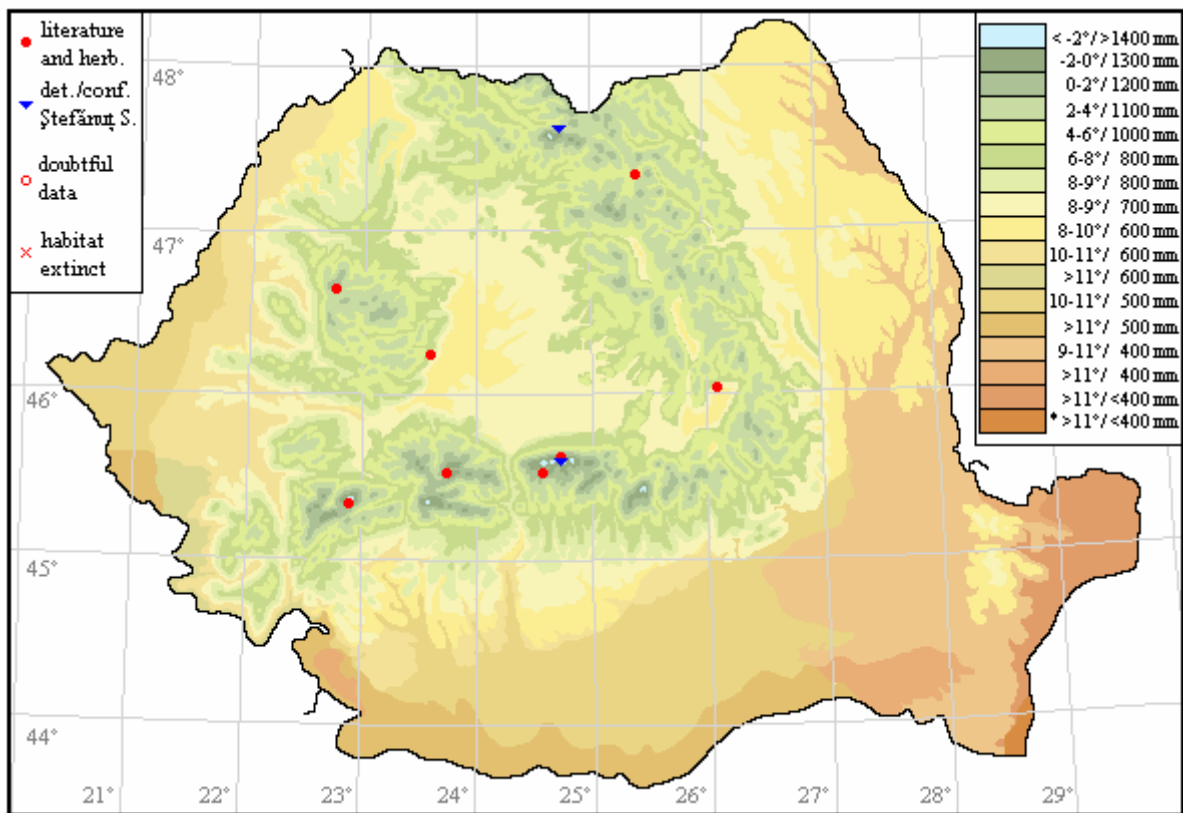 literature
and herb.
det./conf.
Ştefănuţ S.
doubtful
data
habitat
extinct
< -2°/>1400 mm
-2-0°/1300 mm
0-2°/1200 mm
2-4°/1100 mm
4-6°/1000 mm
6-8°/ 800 mm
8-9°/ 800 mm
8-9°/ 700 mm
8-10°/ 600 mm
10-11°/ 600 mm
>11°/ 600 mm
10-11°/ 500 mm
>11°/ 500 mm
9-11°/ 400 mm
>11°/ 400 mm
>11°/<400 mm
* >11°/<400 mm
48°
47°
46°
45°
44°
21° 22° 23° 24° 25° 26° 27° 28° 29°